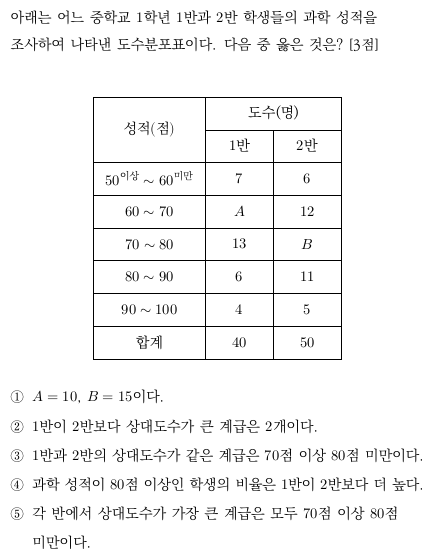 아래는 어느 중학교 1학년 1반과 2반 학생들의 과학 성적을
조사하여 나타낸 도수분포표이다. 다음 중 옳은 것은? [3점]
성적(점) 도수(명)
1반 2반
50이상 ~ 60미만 7 6
60 ~ 70 A 12
70 ~ 80 13 B
80 ~ 90 6 11
90 ~ 100 4 5
합계 40 50
① A = 10, B = 15이다.
② 1반이 2반보다 상대도수가 큰 계급은 2개이다.
③ 1반과 2반의 상대도수가 같은 계급은 70점 이상 80점 미만이다.
④ 과학 성적이 80점 이상인 학생의 비율은 1반이 2반보다 더 높다.
⑤ 각 반에서 상대도수가 가장 큰 계급은 모두 70점 이상 80점
미만이다.